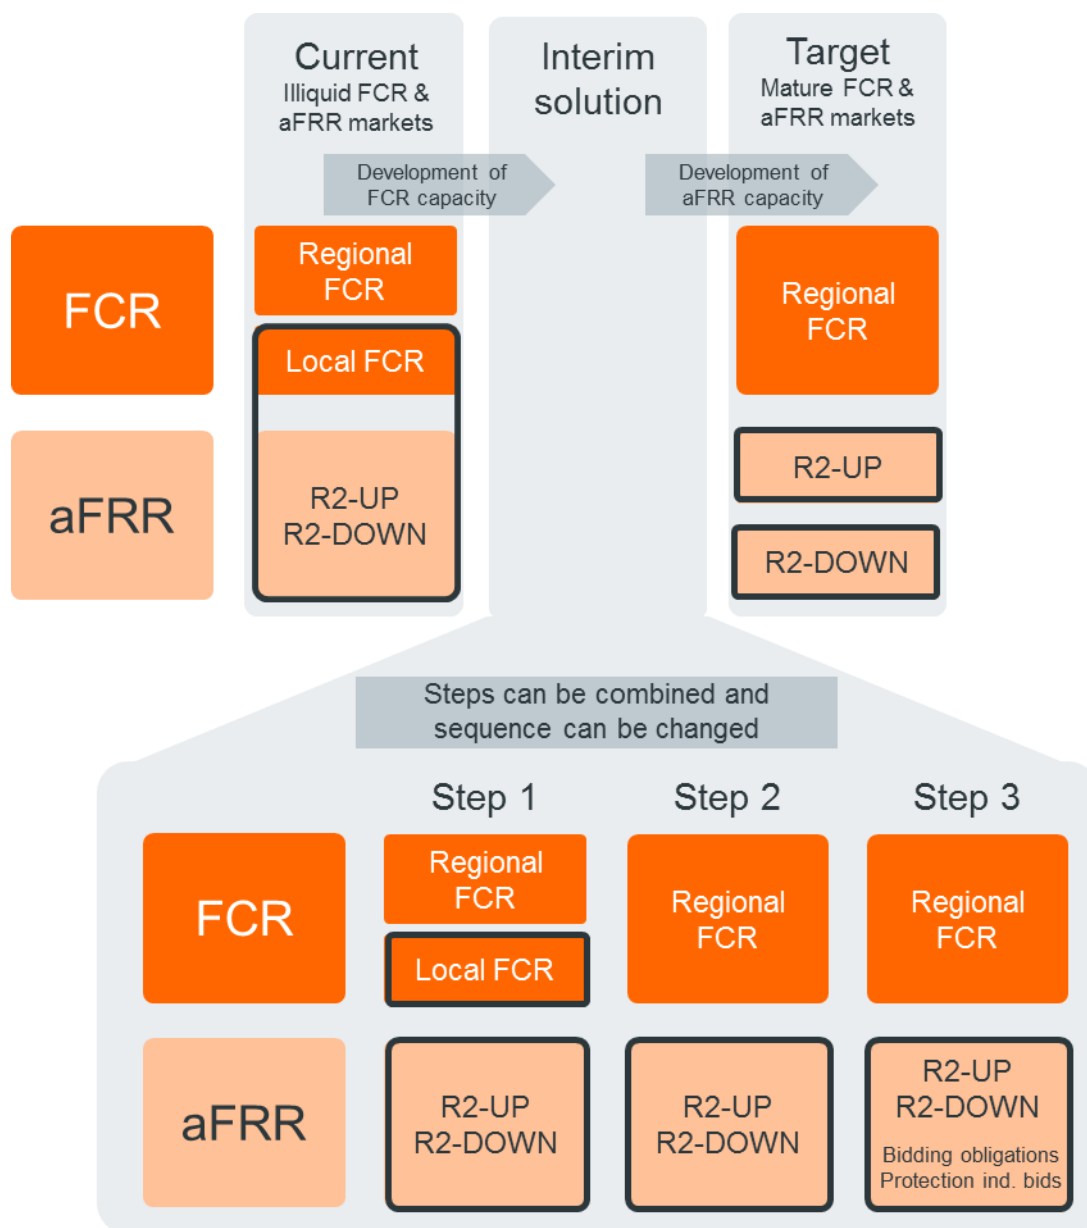 Current
Illiquid FCR &
aFRR markets
Interim
solution
Target
Mature FCR &
aFRR markets
Development of
FCR capacity
Development of
aFRR capacity
FCR
Regional
FCR
Local FCR
Regional
FCR
aFRR
R2-UP
R2-DOWN
R2-UP
R2-DOWN
Steps can be combined and
sequence can be changed
Step 1
Step 2
Step 3
FCR
Regional
FCR
Local FCR
Regional
FCR
Regional
FCR
aFRR
R2-UP
R2-DOWN
R2-UP
R2-DOWN
R2-UP
R2-DOWN
Bidding obligations
Protection ind. bids